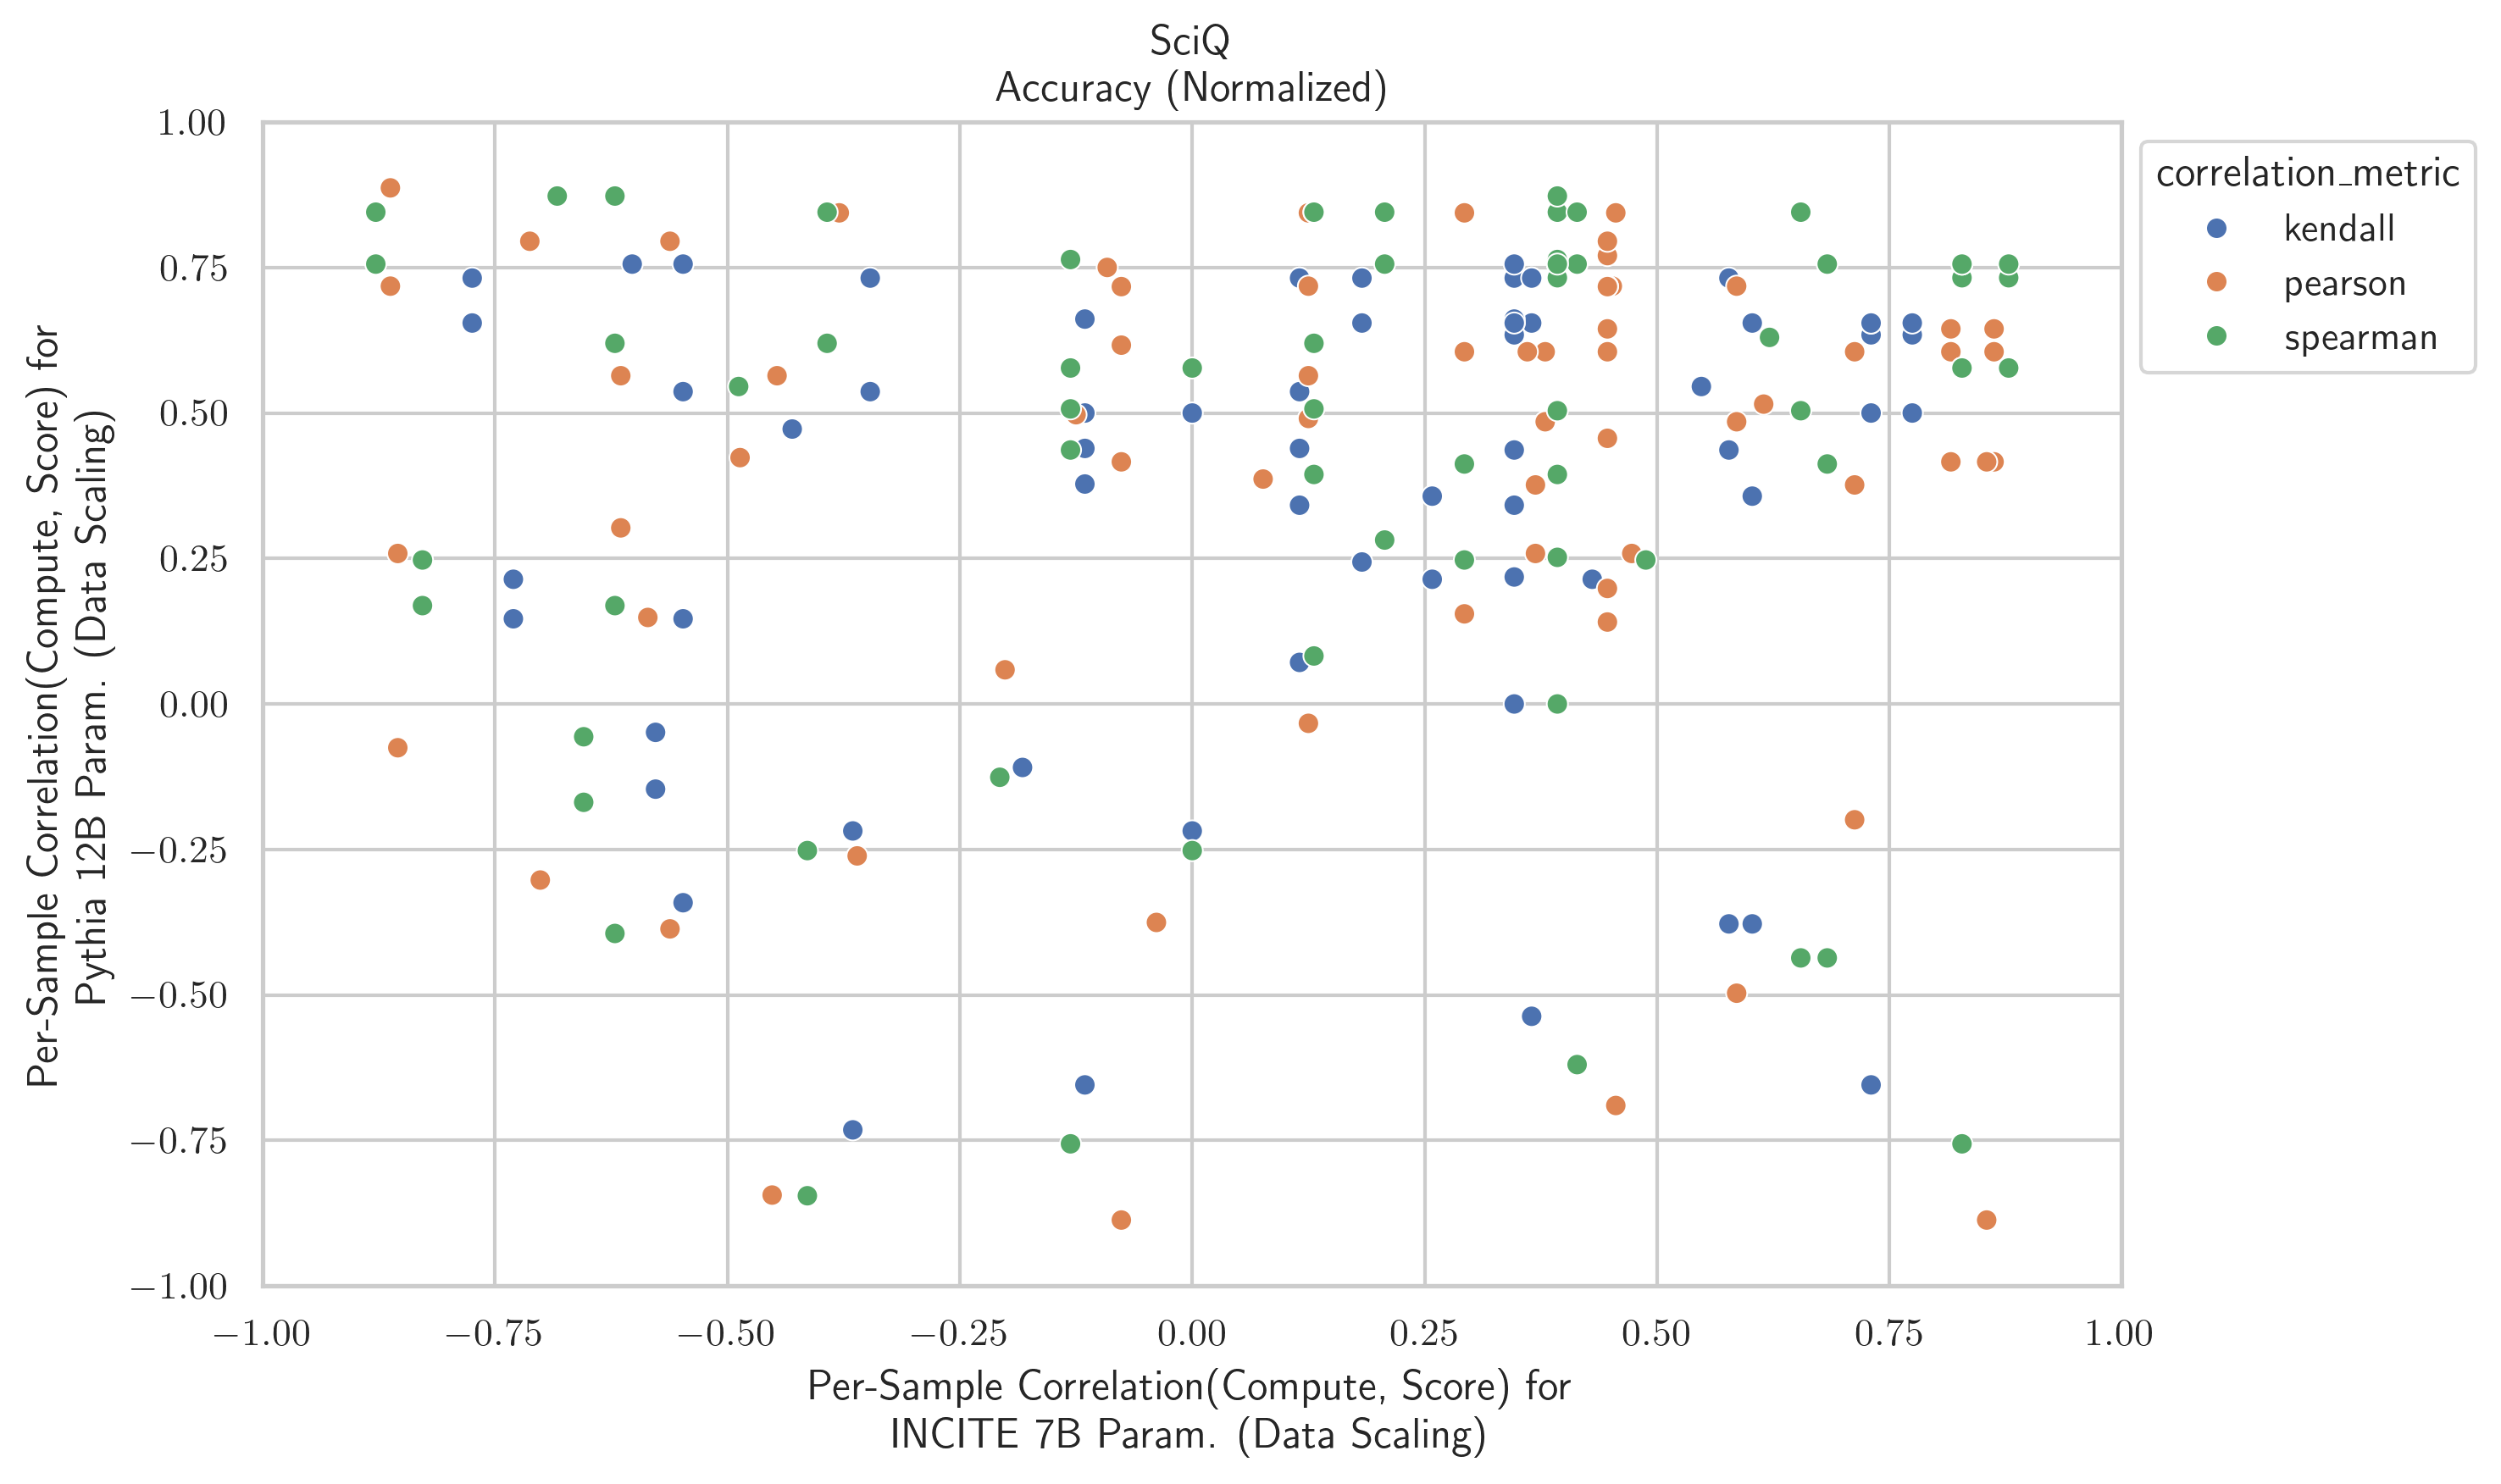 SciQ
Accuracy (Normalized)
1.00
0.75
0.50
0.25
0.00
−0.25
−0.50
−0.75
−1.00
Per-Sample Correlation(Compute, Score) for
Pythia 12B Param. (Data Scaling)
−1.00
−0.75
−0.50
−0.25
0.00
0.25
0.50
0.75
1.00
Per-Sample Correlation(Compute, Score) for
INCITE 7B Param. (Data Scaling)
correlation_metric
kendall
pearson
spearman